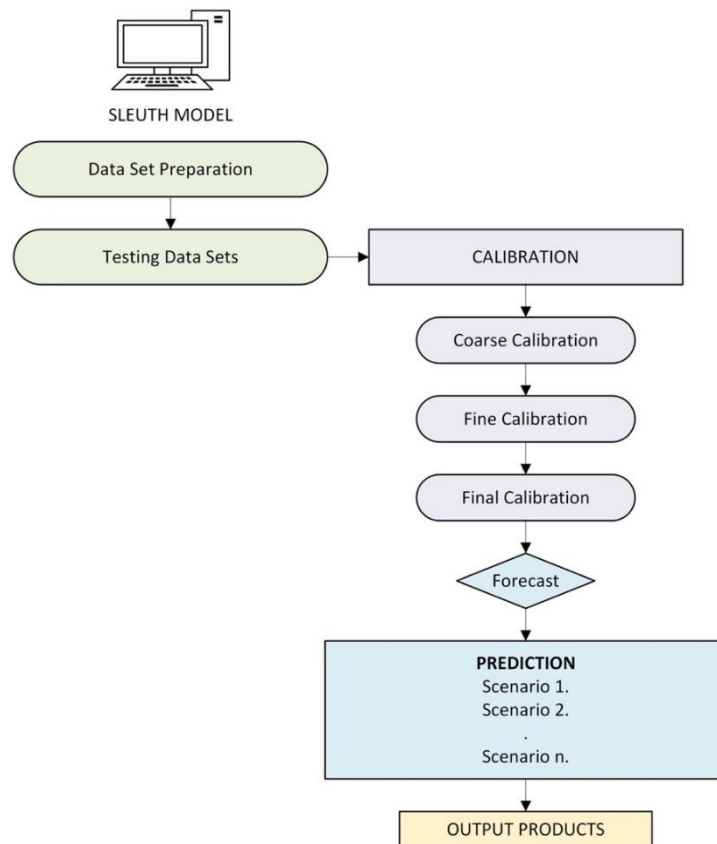 SLEUTH MODEL
Data Set Preparation
Testing Data Sets
CALIBRATION
Coarse Calibration
Fine Calibration
Final Calibration
Forecast
PREDICTION
Scenario 1.
Scenario 2.
.
Scenario n.
OUTPUT PRODUCTS